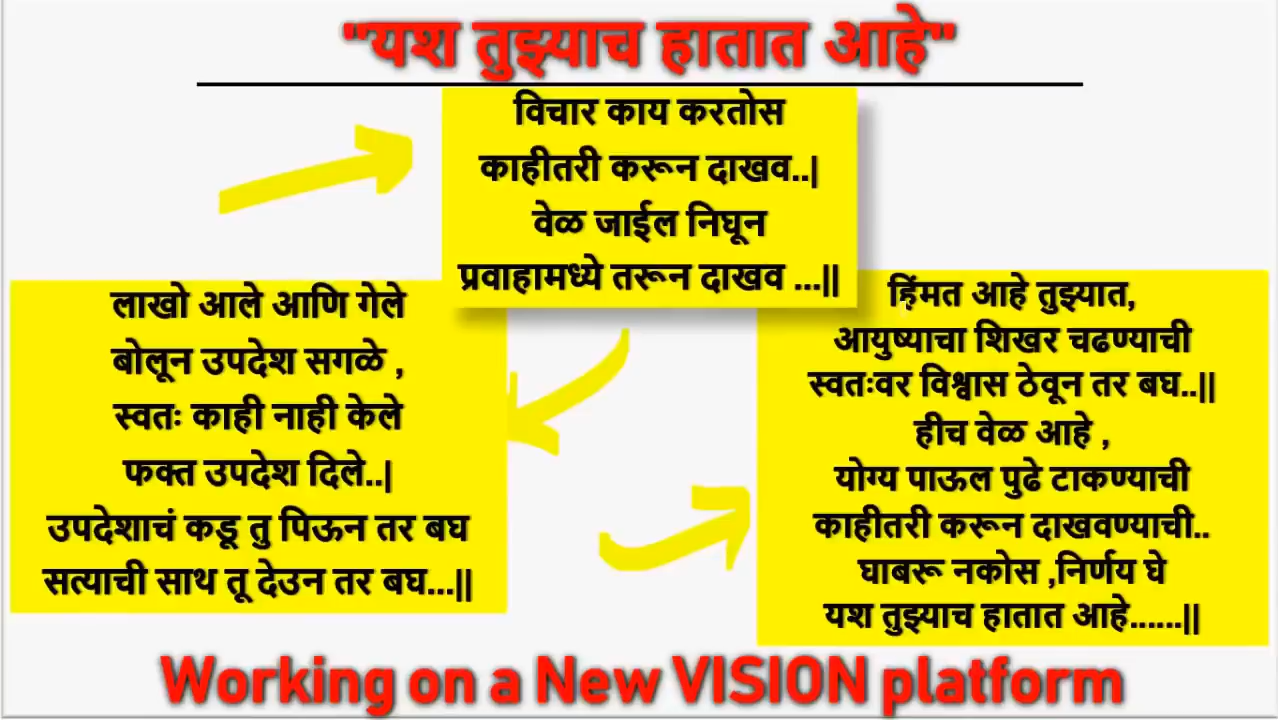 "यश तुझ्याच हातात आहे"
विचार काय करतोस
काहीतरी करून दाखव..|
वेळ जाईल निघून
प्रवाहामध्ये तरून दाखव ...||
लाखो आले आणि गेले
बोलून उपदेश सगळे ,
स्वतः काही नाही केले
फक्त उपदेश दिले..|
उपदेशाचं कडू तु पिऊन तर बघ
सत्याची साथ तू देउन तर बघ...||
हिंमत आहे तुझ्यात,
आयुष्याचा शिखर चढण्याची
स्वतःवर विश्वास ठेवून तर बघ..||
हीच वेळ आहे ,
योग्य पाऊल पुढे टाकण्याची
काहीतरी करून दाखवण्याची..
घाबरू नकोस ,निर्णय घे
यश तुझ्याच हातात आहे......||
Working on a New VISION platform